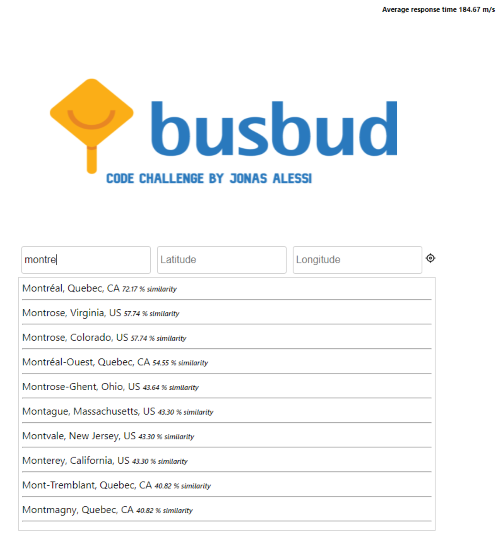 Average response time 184.67 m/s
busbud
CODE CHALLENGE BY JONAS ALESSI
montre
Latitude
Longitude
Montréal, Quebec, CA 72.17 % similarity
Montrose, Virginia, US 57.74 % similarity
Montrose, Colorado, US 57.74 % similarity
Montréal-Ouest, Quebec, CA 54.55 % similarity
Montrose-Ghent, Ohio, US 43.64 % similarity
Montague, Massachusetts, US 43.30 % similarity
Montvale, New Jersey, US 43.30 % similarity
Monterey, California, US 43.30 % similarity
Mont-Tremblant, Quebec, CA 40.82 % similarity
Montmagny, Quebec, CA 40.82 % similarity